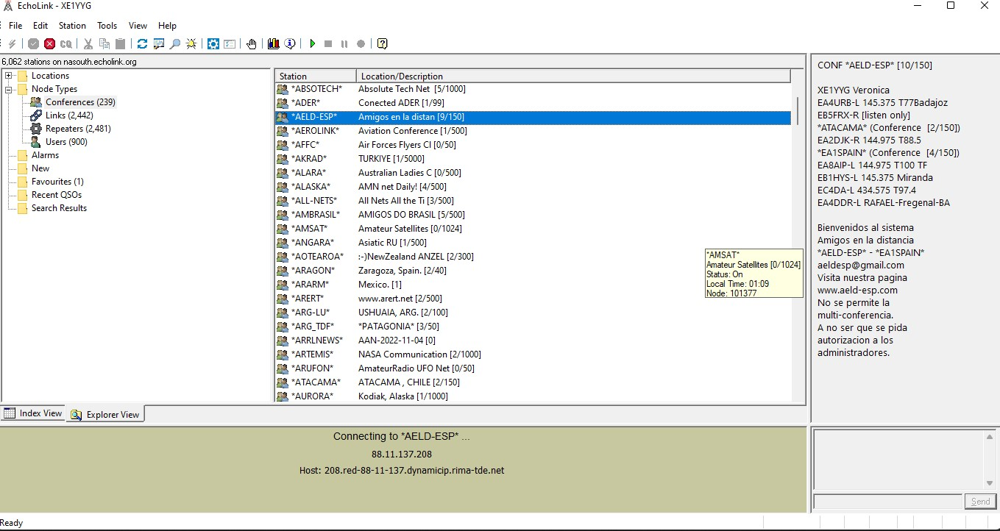 EchoLink - XE1YYG
File Edit Station Tools View Help
CQ
6,062 stations on nasouth.echolink.org
Locations
Node Types
Conferences (239)
Links (2,442)
Repeaters (2,481)
Users (900)
Alarms
New
Favourites (1)
Recent QSOs
Search Results
Station Location/Description
*ABSOTECH* Absolute Tech Net [5/1000]
*ADER* Conected ADER [1/99]
*AELD-ESP* Amigos en la distan [9/150]
*AEROLINK* Aviation Conference [1/500]
*AFFC* Air Forces Flyers Cl [0/50]
*AKRAD* TURKIYE [1/5000]
*ALARA* Australian Ladies C [0/500]
*ALASKA* AMN net Daily! [4/500]
*ALL-NETS* All Nets All the Ti [3/500]
*AMBRASIL* AMIGOS DO BRASIL [5/500]
*AMSAT* Amateur Satellites [0/1024]
*ANGARA* Asiatic RU [1/500]
*AOTEAROA* :-)NewZealand ANZEL [2/300]
*ARAGON* Zaragoza, Spain. [2/40]
*ARARM* Mexico. [1]
*ARERT* www.arert.net [2/500]
*ARG-LU* USHUAIA, ARG. [2/100]
*ARG_TDF* *PATAGONIA* [3/50]
*ARRLNEWS* AAN-2022-11-04 [0]
*ARTEMIS* NASA Communication [2/1000]
*ARUFON* AmateurRadio UFO Net [0/50]
*ATACAMA* ATACAMA , CHILE [2/150]
*AURORA* Kodiak, Alaska [1/1000]
*AMSAT*
Amateur Satellites [0/1024]
Status: On
Local Time: 01:09
Node: 101377
Index View Explorer View
CONF *AELD-ESP* [10/150]
XE1YYG Veronica
EA4URB-L 145.375 T77Badajoz
EB5FRX-R [listen only]
*ATACAMA* (Conference [2/150])
EA2DJK-R 144.975 T88.5
*EA1SPAIN* (Conference [4/150])
EA8AIP-L 144.975 T100 TF
EB1HYS-L 145.375 Miranda
EC4DA-L 434.575 T97.4
EA4DDR-L RAFAEL-Fregenal-BA
Bienvenidos al sistema
Amigos en la distancia
*AELD-ESP* - *EA1SPAIN*
aeldesp@gmail.com
Visita nuestra pagina
www.aeld-esp.com
No se permite la
multi-conferencia.
A no ser que se pida
autorizacion a los
administradores.
Connecting to *AELD-ESP* ...
88.11.137.208
Host: 208.red-88-11-137.dynamicip.rima-tde.net
Send
Ready